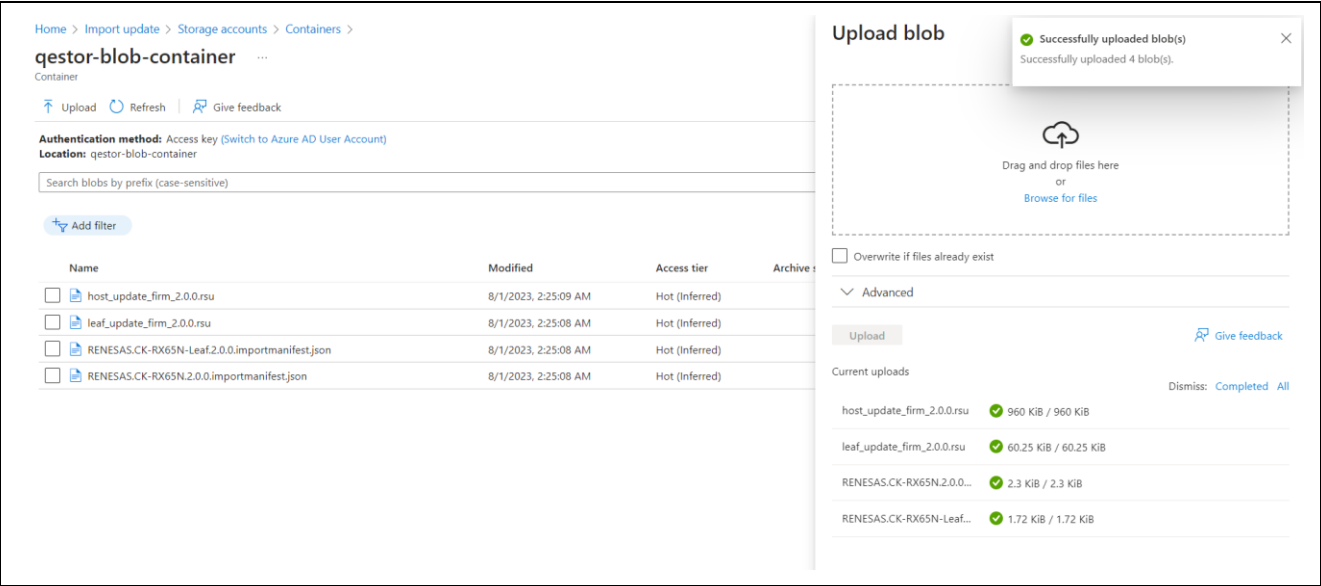 Home > Import update > Storage accounts > Containers >
qestor-blob-container ...
Container
Upload Refresh Give feedback
Authentication method: Access key (Switch to Azure AD User Account)
Location: qestor-blob-container
Search blobs by prefix (case-sensitive)
Add filter
Name Modified Access tier Archive s
host_update_firm_2.0.0.rsu 8/1/2023, 2:25:09 AM Hot (Inferred)
leaf_update_firm_2.0.0.rsu 8/1/2023, 2:25:08 AM Hot (Inferred)
RENESAS.CK-RX65N-Leaf.2.0.0.importmanifest.json 8/1/2023, 2:25:08 AM Hot (Inferred)
RENESAS.CK-RX65N.2.0.0.importmanifest.json 8/1/2023, 2:25:08 AM Hot (Inferred)
Upload blob
Successfully uploaded blob(s)
Successfully uploaded 4 blob(s).
Drag and drop files here
or
Browse for files
Overwrite if files already exist
Advanced
Upload Give feedback
Current uploads
Dismiss: Completed All
host_update_firm_2.0.0.rsu 960 KiB / 960 KiB
leaf_update_firm_2.0.0.rsu 60.25 KiB / 60.25 KiB
RENESAS.CK-RX65N.2.0.0... 2.3 KiB / 2.3 KiB
RENESAS.CK-RX65N-Leaf... 1.72 KiB / 1.72 KiB